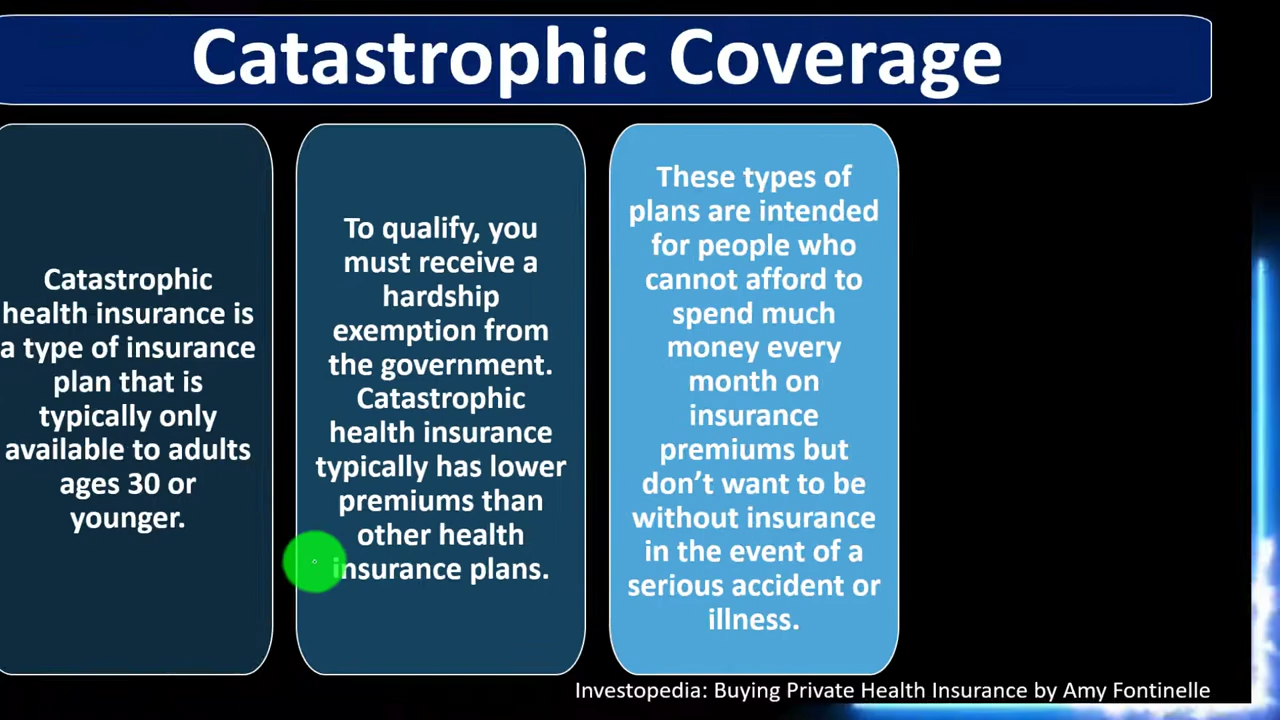 Catastrophic Coverage
Catastrophic
health insurance is
a type of insurance
plan that is
typically only
available to adults
ages 30 or
younger.
To qualify, you
must receive a
hardship
exemption from
the government.
Catastrophic
health insurance
typically has lower
premiums than
other health
insurance plans.
These types of
plans are intended
for people who
cannot afford to
spend much
money every
month on
insurance
premiums but
don’t want to be
without insurance
in the event of a
serious accident or
illness.
Investopedia: Buying Private Health Insurance by Amy Fontinelle